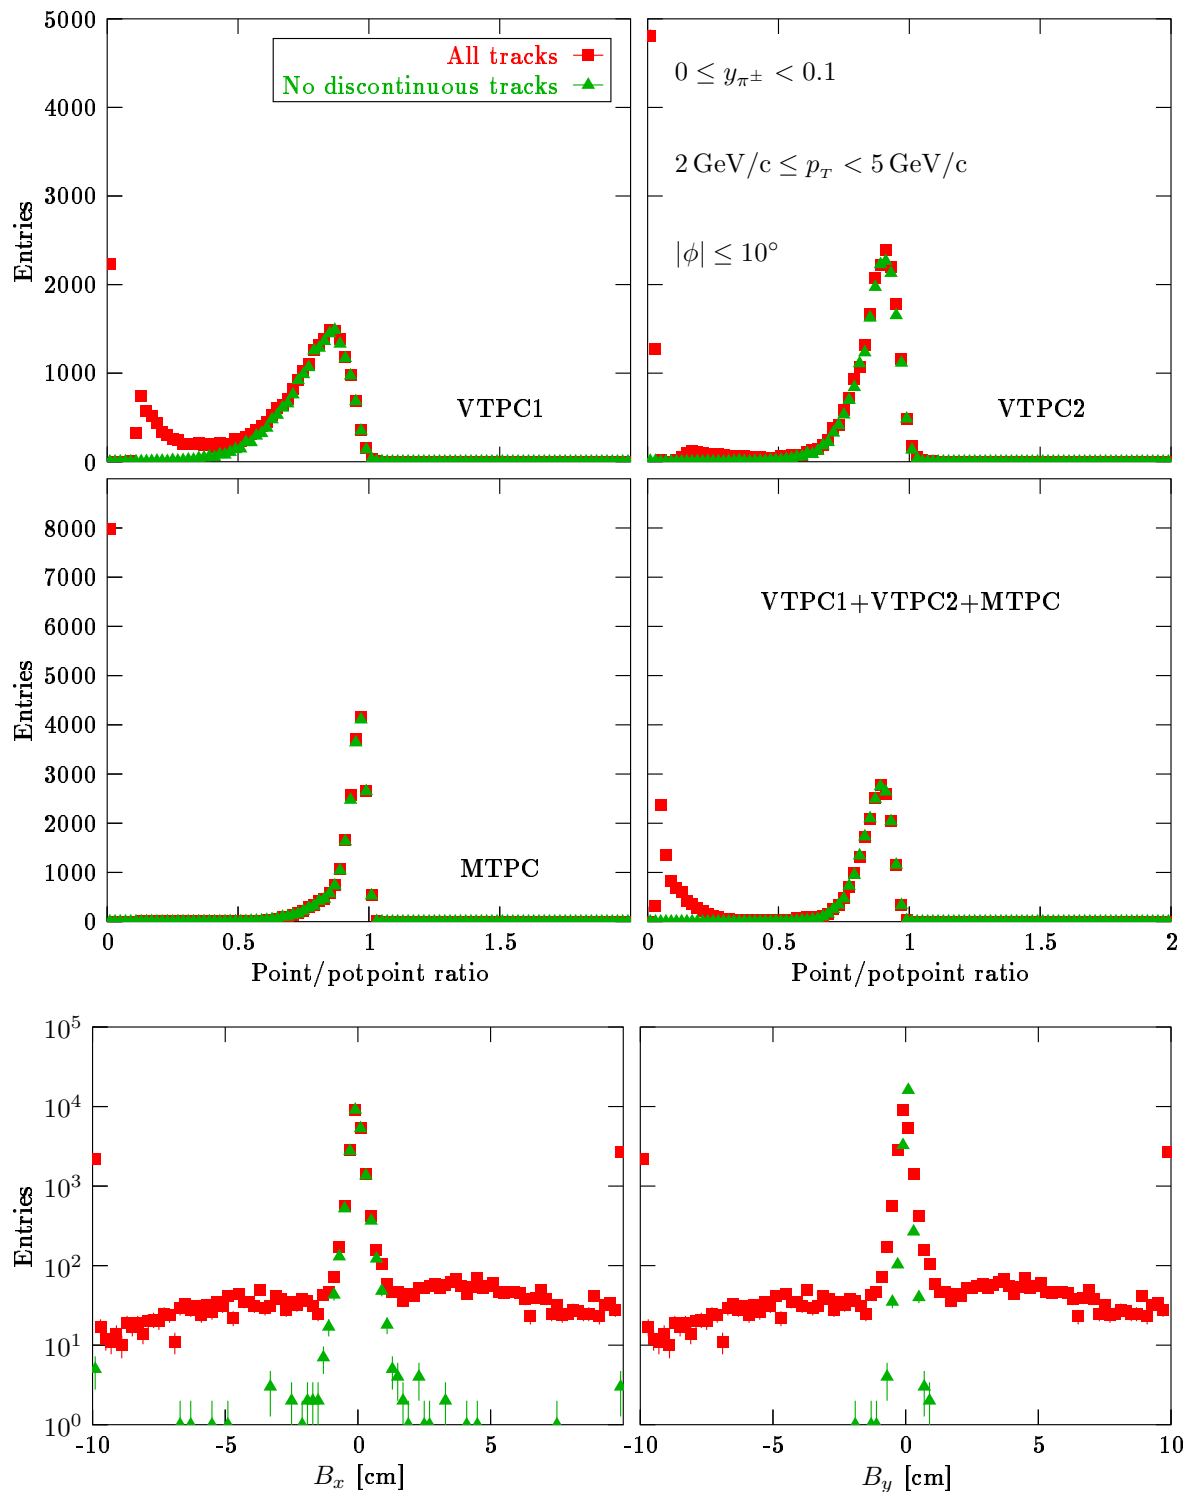 5000
4000
3000
2000
1000
0
Entries
All tracks
No discontinuous tracks
VTPC1
0 ≤ y_{π^±} < 0.1
2 GeV/c ≤ p_T < 5 GeV/c
|ϕ| ≤ 10°
VTPC2
8000
7000
6000
5000
4000
3000
2000
1000
0
Entries
MTPC
0 0.5 1 1.5
Point/potpoint ratio
VTPC1+VTPC2+MTPC
0 0.5 1 1.5 2
Point/potpoint ratio
10^5
10^4
10^3
10^2
10^1
10^0
Entries
-10 -5 0 5
B_x [cm]
-10 -5 0 5 10
B_y [cm]